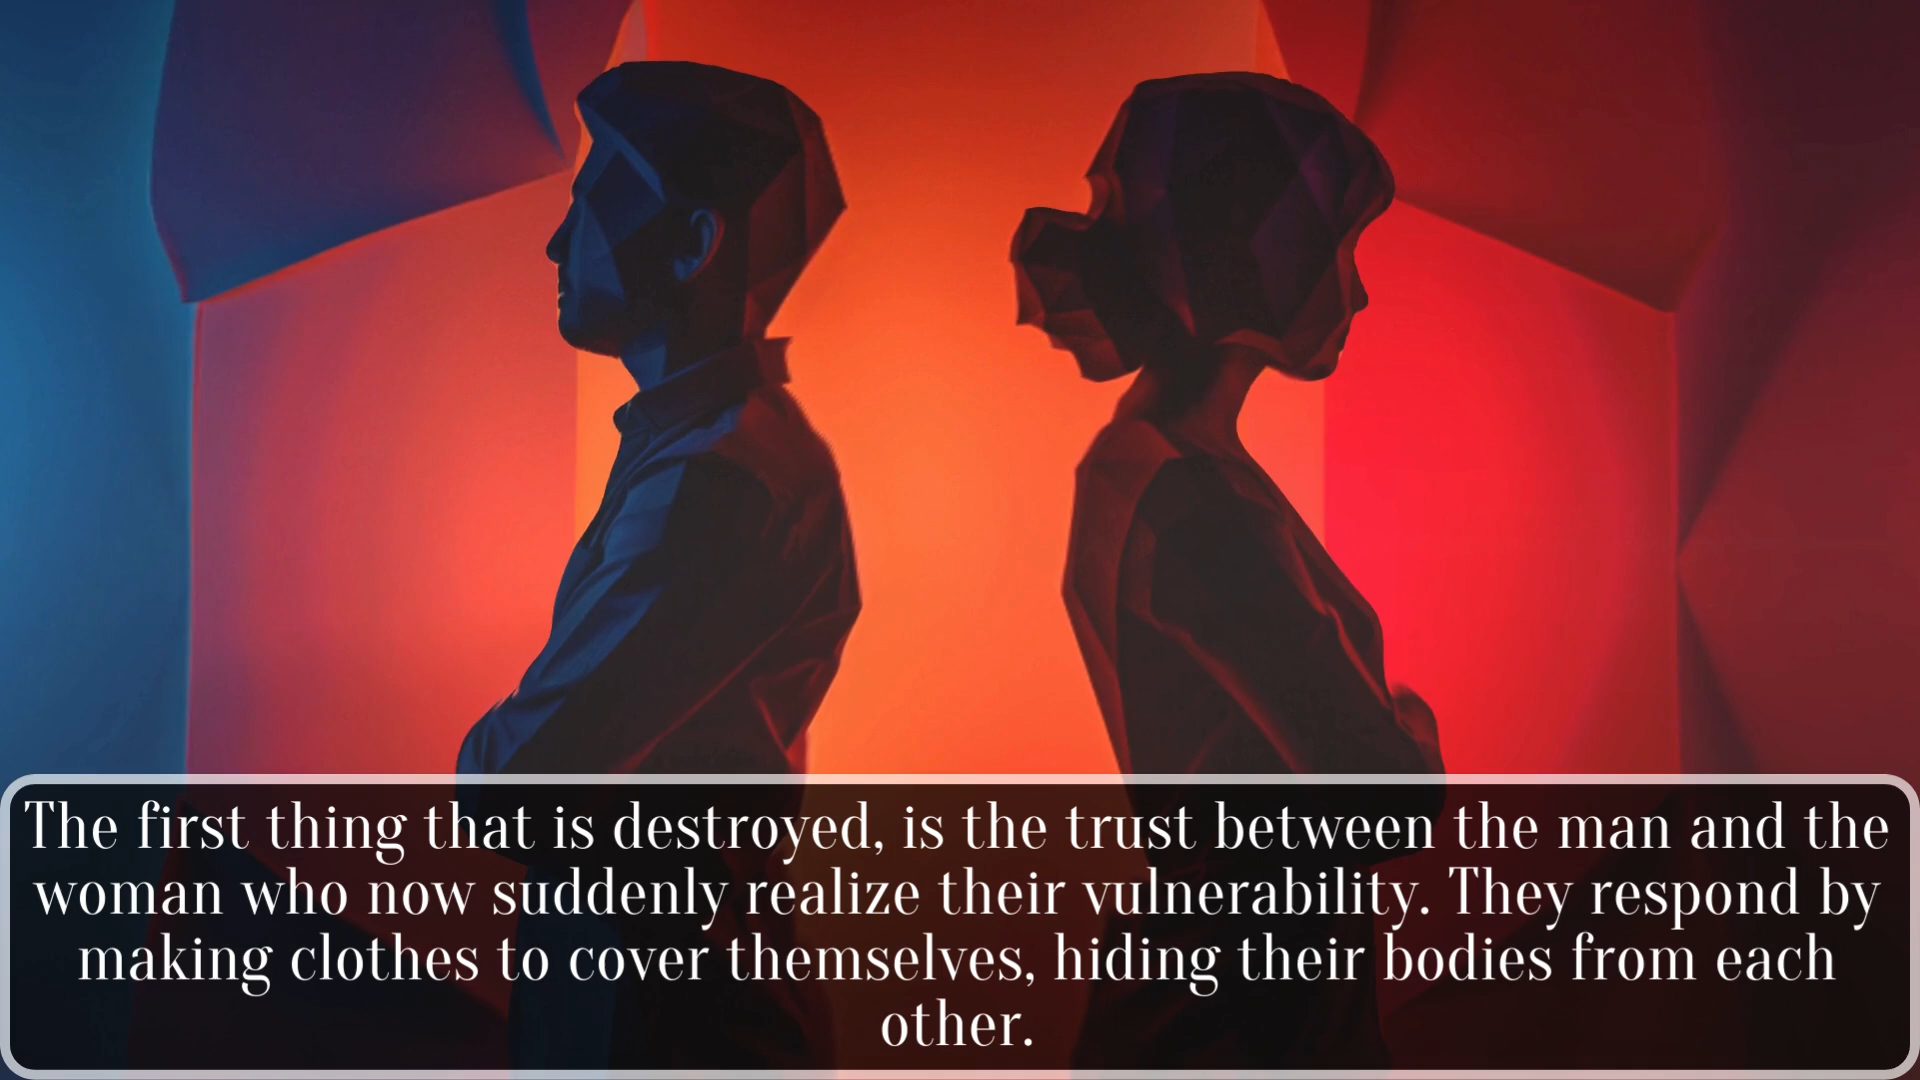 The first thing that is destroyed, is the trust between the man and the
woman who now suddenly realize their vulnerability. They respond by
making clothes to cover themselves, hiding their bodies from each
other.